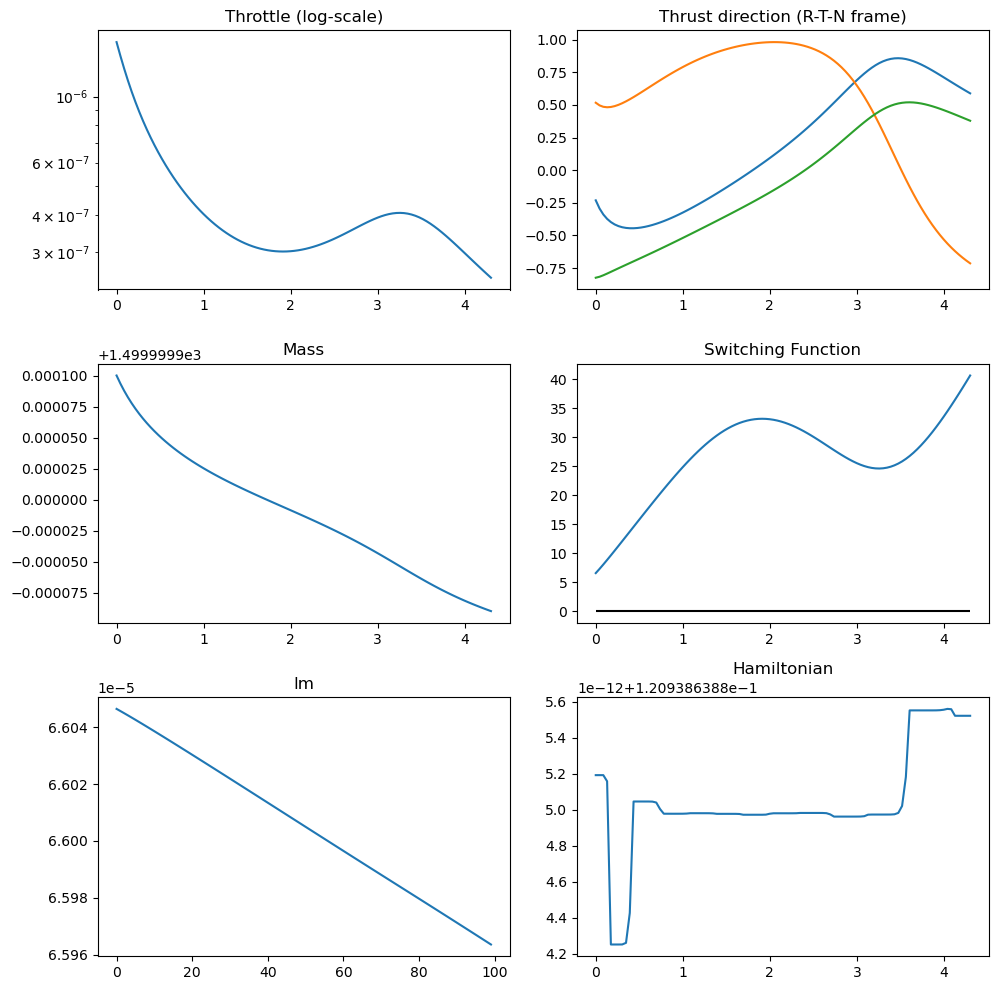 Throttle (log-scale)
10⁻⁶
6 × 10⁻⁷
4 × 10⁻⁷
3 × 10⁻⁷
0 1 2 3 4
Thrust direction (R-T-N frame)
1.00
0.75
0.50
0.25
0.00
−0.25
−0.50
−0.75
0 1 2 3 4
Mass
+1.4999999e3
0.000100
0.000075
0.000050
0.000025
0.000000
−0.000025
−0.000050
−0.000075
0 1 2 3 4
Switching Function
40
35
30
25
20
15
10
5
0
0 1 2 3 4
lm
1e−5
6.604
6.602
6.600
6.598
6.596
0 20 40 60 80 100
Hamiltonian
1e−12+1.209386388e−1
5.6
5.4
5.2
5.0
4.8
4.6
4.4
4.2
0 1 2 3 4